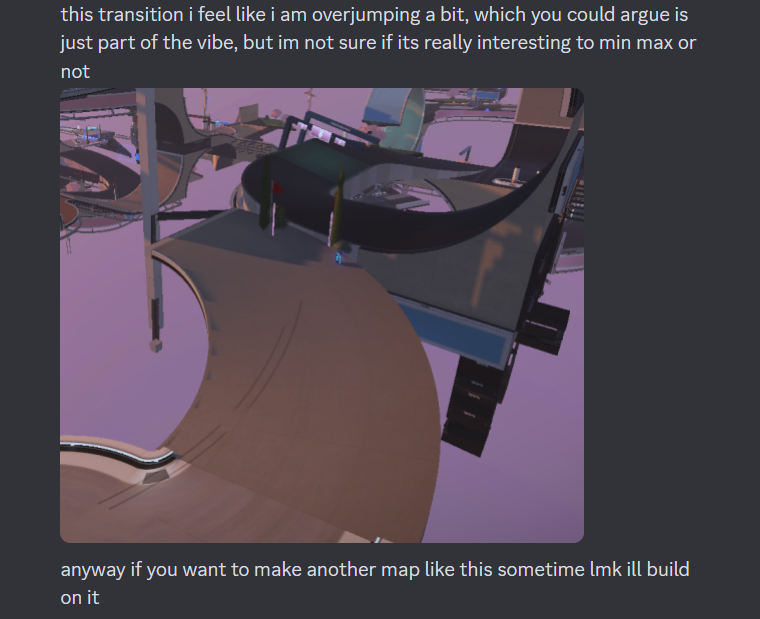 this transition i feel like i am overjumping a bit, which you could argue is
just part of the vibe, but im not sure if its really interesting to min max or
not
anyway if you want to make another map like this sometime lmk ill build
on it